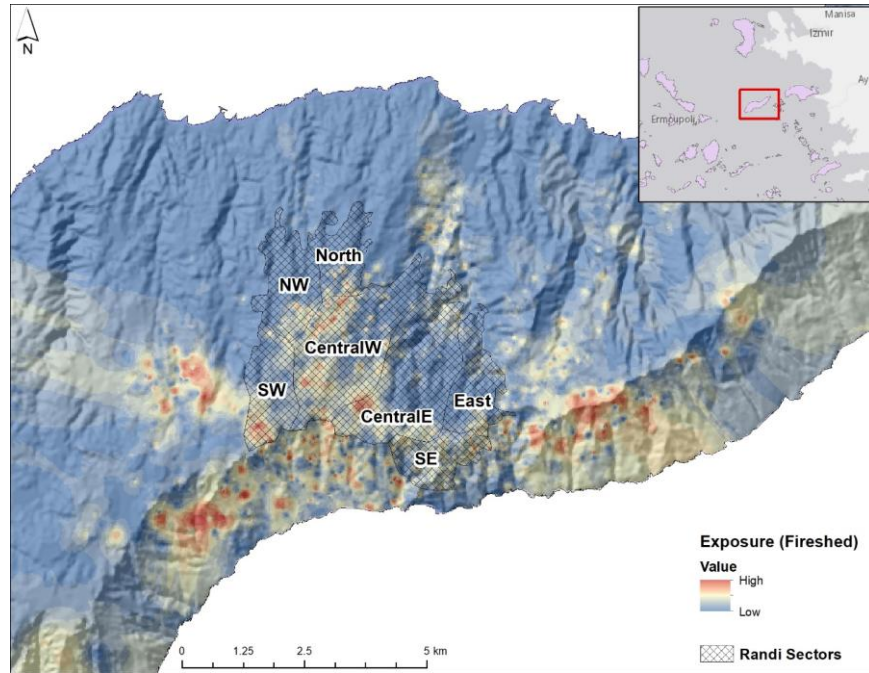 N
Manisa
Izmir
Ay
Ermoupoli
North
NW
CentralW
SW
CentralE
East
SE
Exposure (Fireshed)
Value
High
Low
Randi Sectors
0 1.25 2.5 5 km